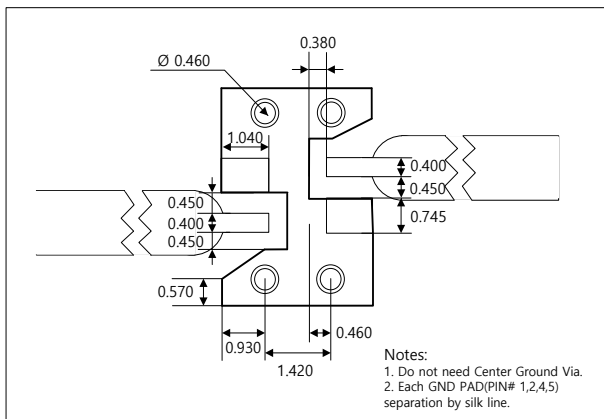 0.380
Ø 0.460
1.040
0.400
0.450
0.450
0.745
0.400
0.450
0.570
0.930
0.460
1.420
Notes:
1. Do not need Center Ground Via.
2. Each GND PAD(PIN# 1,2,4,5)
separation by silk line.